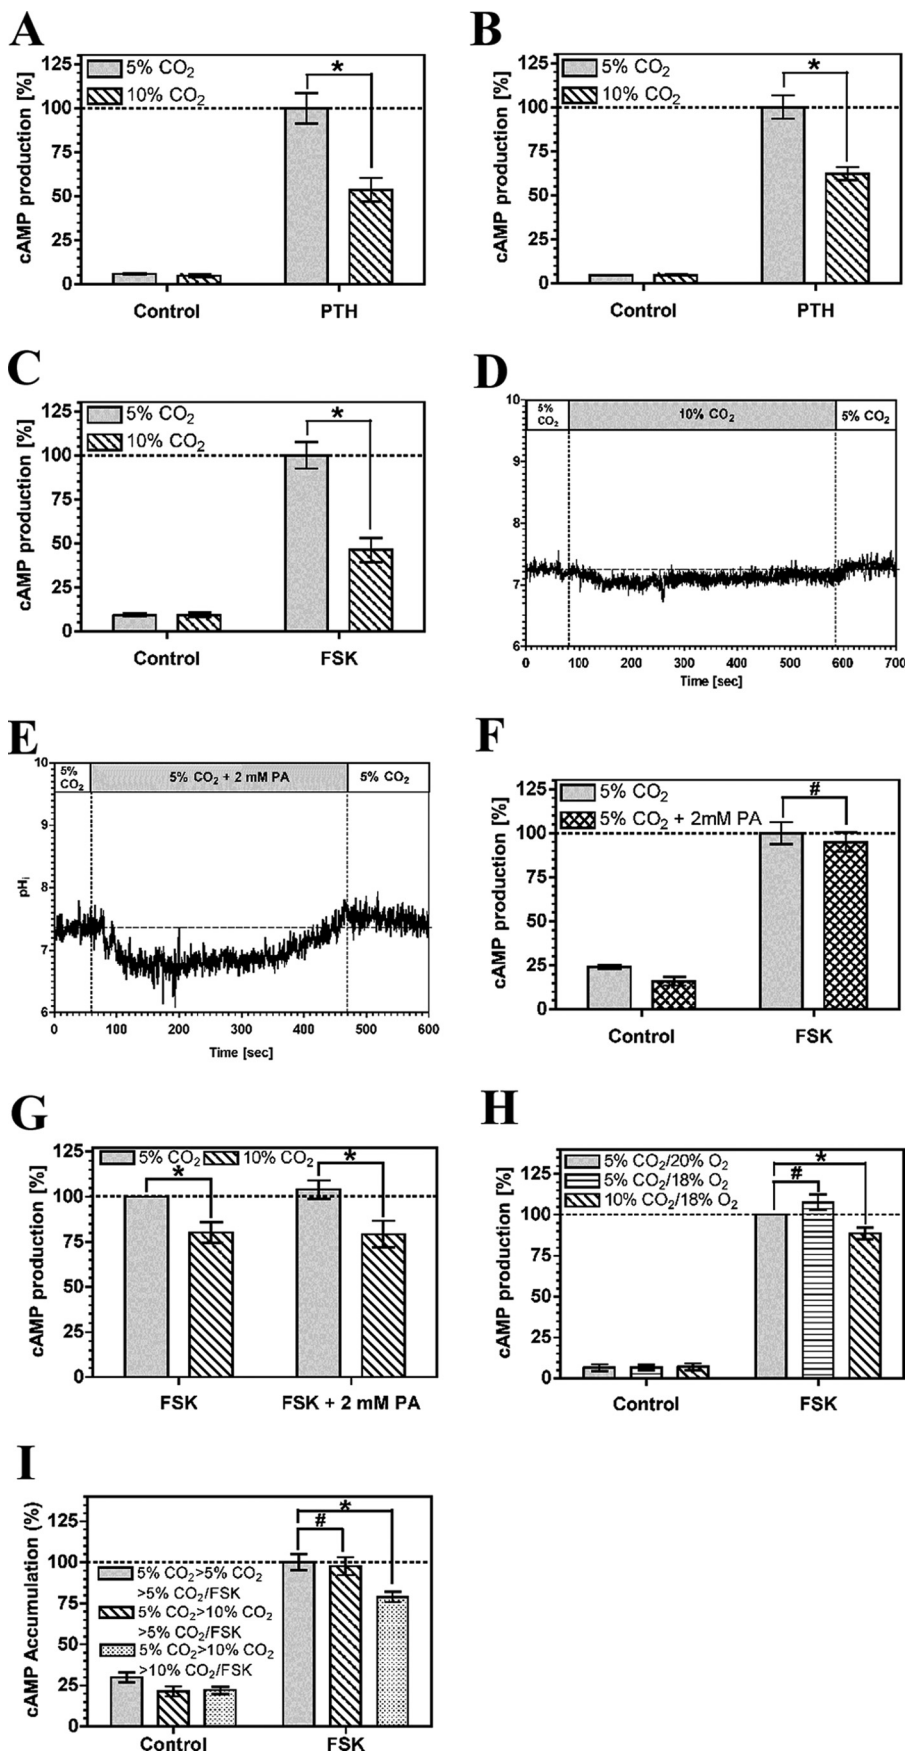 A
cAMP production [%]
125
100
75
50
25
0
5% CO2
10% CO2
*
Control
PTH
B
cAMP production [%]
125
100
75
50
25
0
5% CO2
10% CO2
*
Control
PTH
C
cAMP production [%]
125
100
75
50
25
0
5% CO2
10% CO2
*
Control
FSK
D
10
9
8
7
6
5% CO2
10% CO2
5% CO2
0 100 200 300 400 500 600 700
Time [sec]
E
pHi
10
9
8
7
6
5% CO2
5% CO2 + 2 mM PA
5% CO2
0 100 200 300 400 500 600
Time [sec]
F
cAMP production [%]
125
100
75
50
25
0
5% CO2
5% CO2 + 2mM PA
#
Control
FSK
G
cAMP production [%]
125
100
75
50
25
0
5% CO2
10% CO2
*
*
FSK
FSK + 2 mM PA
H
cAMP production [%]
125
100
75
50
25
0
5% CO2/20% O2
5% CO2/18% O2
10% CO2/18% O2
*
#
Control
FSK
I
cAMP Accumulation (%)
125
100
75
50
25
0
5% CO2>5% CO2
>5% CO2/FSK
5% CO2>10% CO2
>5% CO2/FSK
5% CO2>10% CO2
>10% CO2/FSK
*
#
Control
FSK